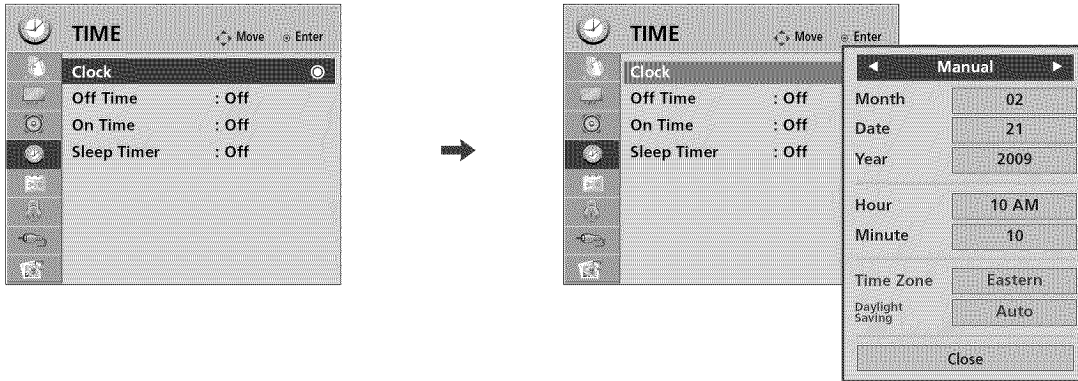 TIME
Move
Enter
Clock
Off Time : Off
On Time : Off
Sleep Timer : Off
TIME
Move
Enter
Clock
Off Time : Off
On Time : Off
Sleep Timer : Off
Manual
Month 02
Date 21
Year 2009
Hour 10 AM
Minute 10
Time Zone Eastern
Daylight
Saving Auto
Close